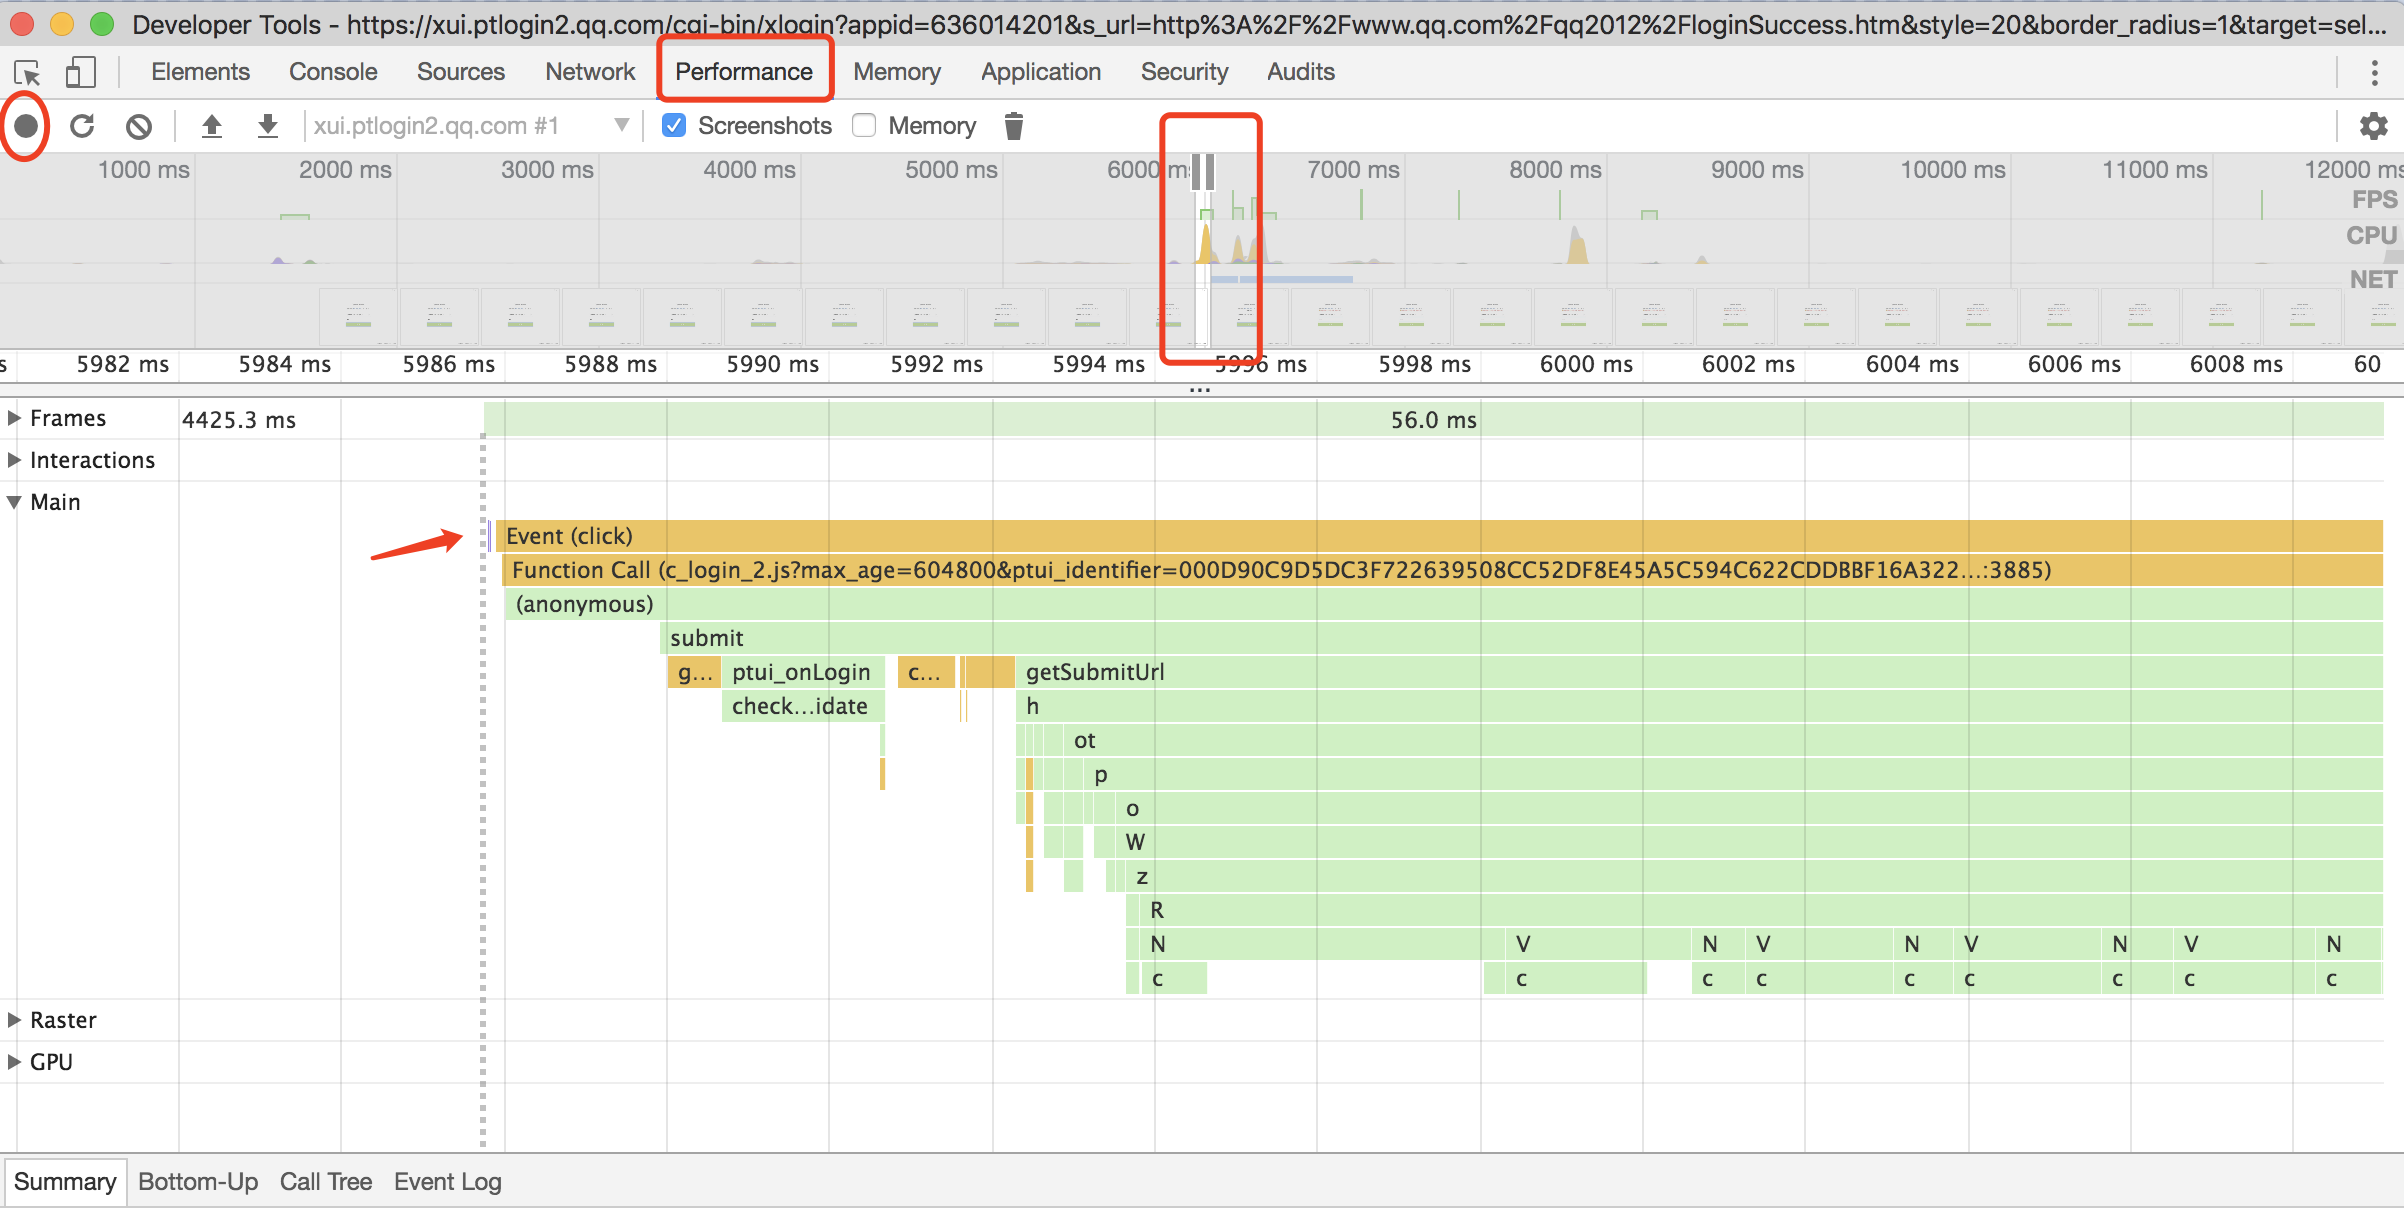 Developer Tools - https://xui.ptlogin2.qq.com/cgi-bin/xlogin?appid=636014201&s_url=http%3A%2F%2Fwww.qq.com%2Fqq2012%2FloginSuccess.htm&style=20&border_radius=1&target=sel...
Elements Console Sources Network Performance Memory Application Security Audits
xui.ptlogin2.qq.com #1 Screenshots Memory
1000 ms 2000 ms 3000 ms 4000 ms 5000 ms 6000 m 7000 ms 8000 ms 9000 ms 10000 ms 11000 ms 12000 ms
FPS
CPU
NET
s 5982 ms 5984 ms 5986 ms 5988 ms 5990 ms 5992 ms 5994 ms 5996 ms 5998 ms 6000 ms 6002 ms 6004 ms 6006 ms 6008 ms 60
...
Frames 4425.3 ms 56.0 ms
Interactions
Main
Event (click)
Function Call (c_login_2.js?max_age=604800&ptui_identifier=000D90C9D5DC3F722639508CC52DF8E45A5C594C622CDDBBF16A322...:3885)
(anonymous)
submit
g... ptui_onLogin c... getSubmitUrl
check...idate h
ot
p
o
W
z
R
N V N V N V N V N
c c c c c c c c c
Raster
GPU
Summary Bottom-Up Call Tree Event Log